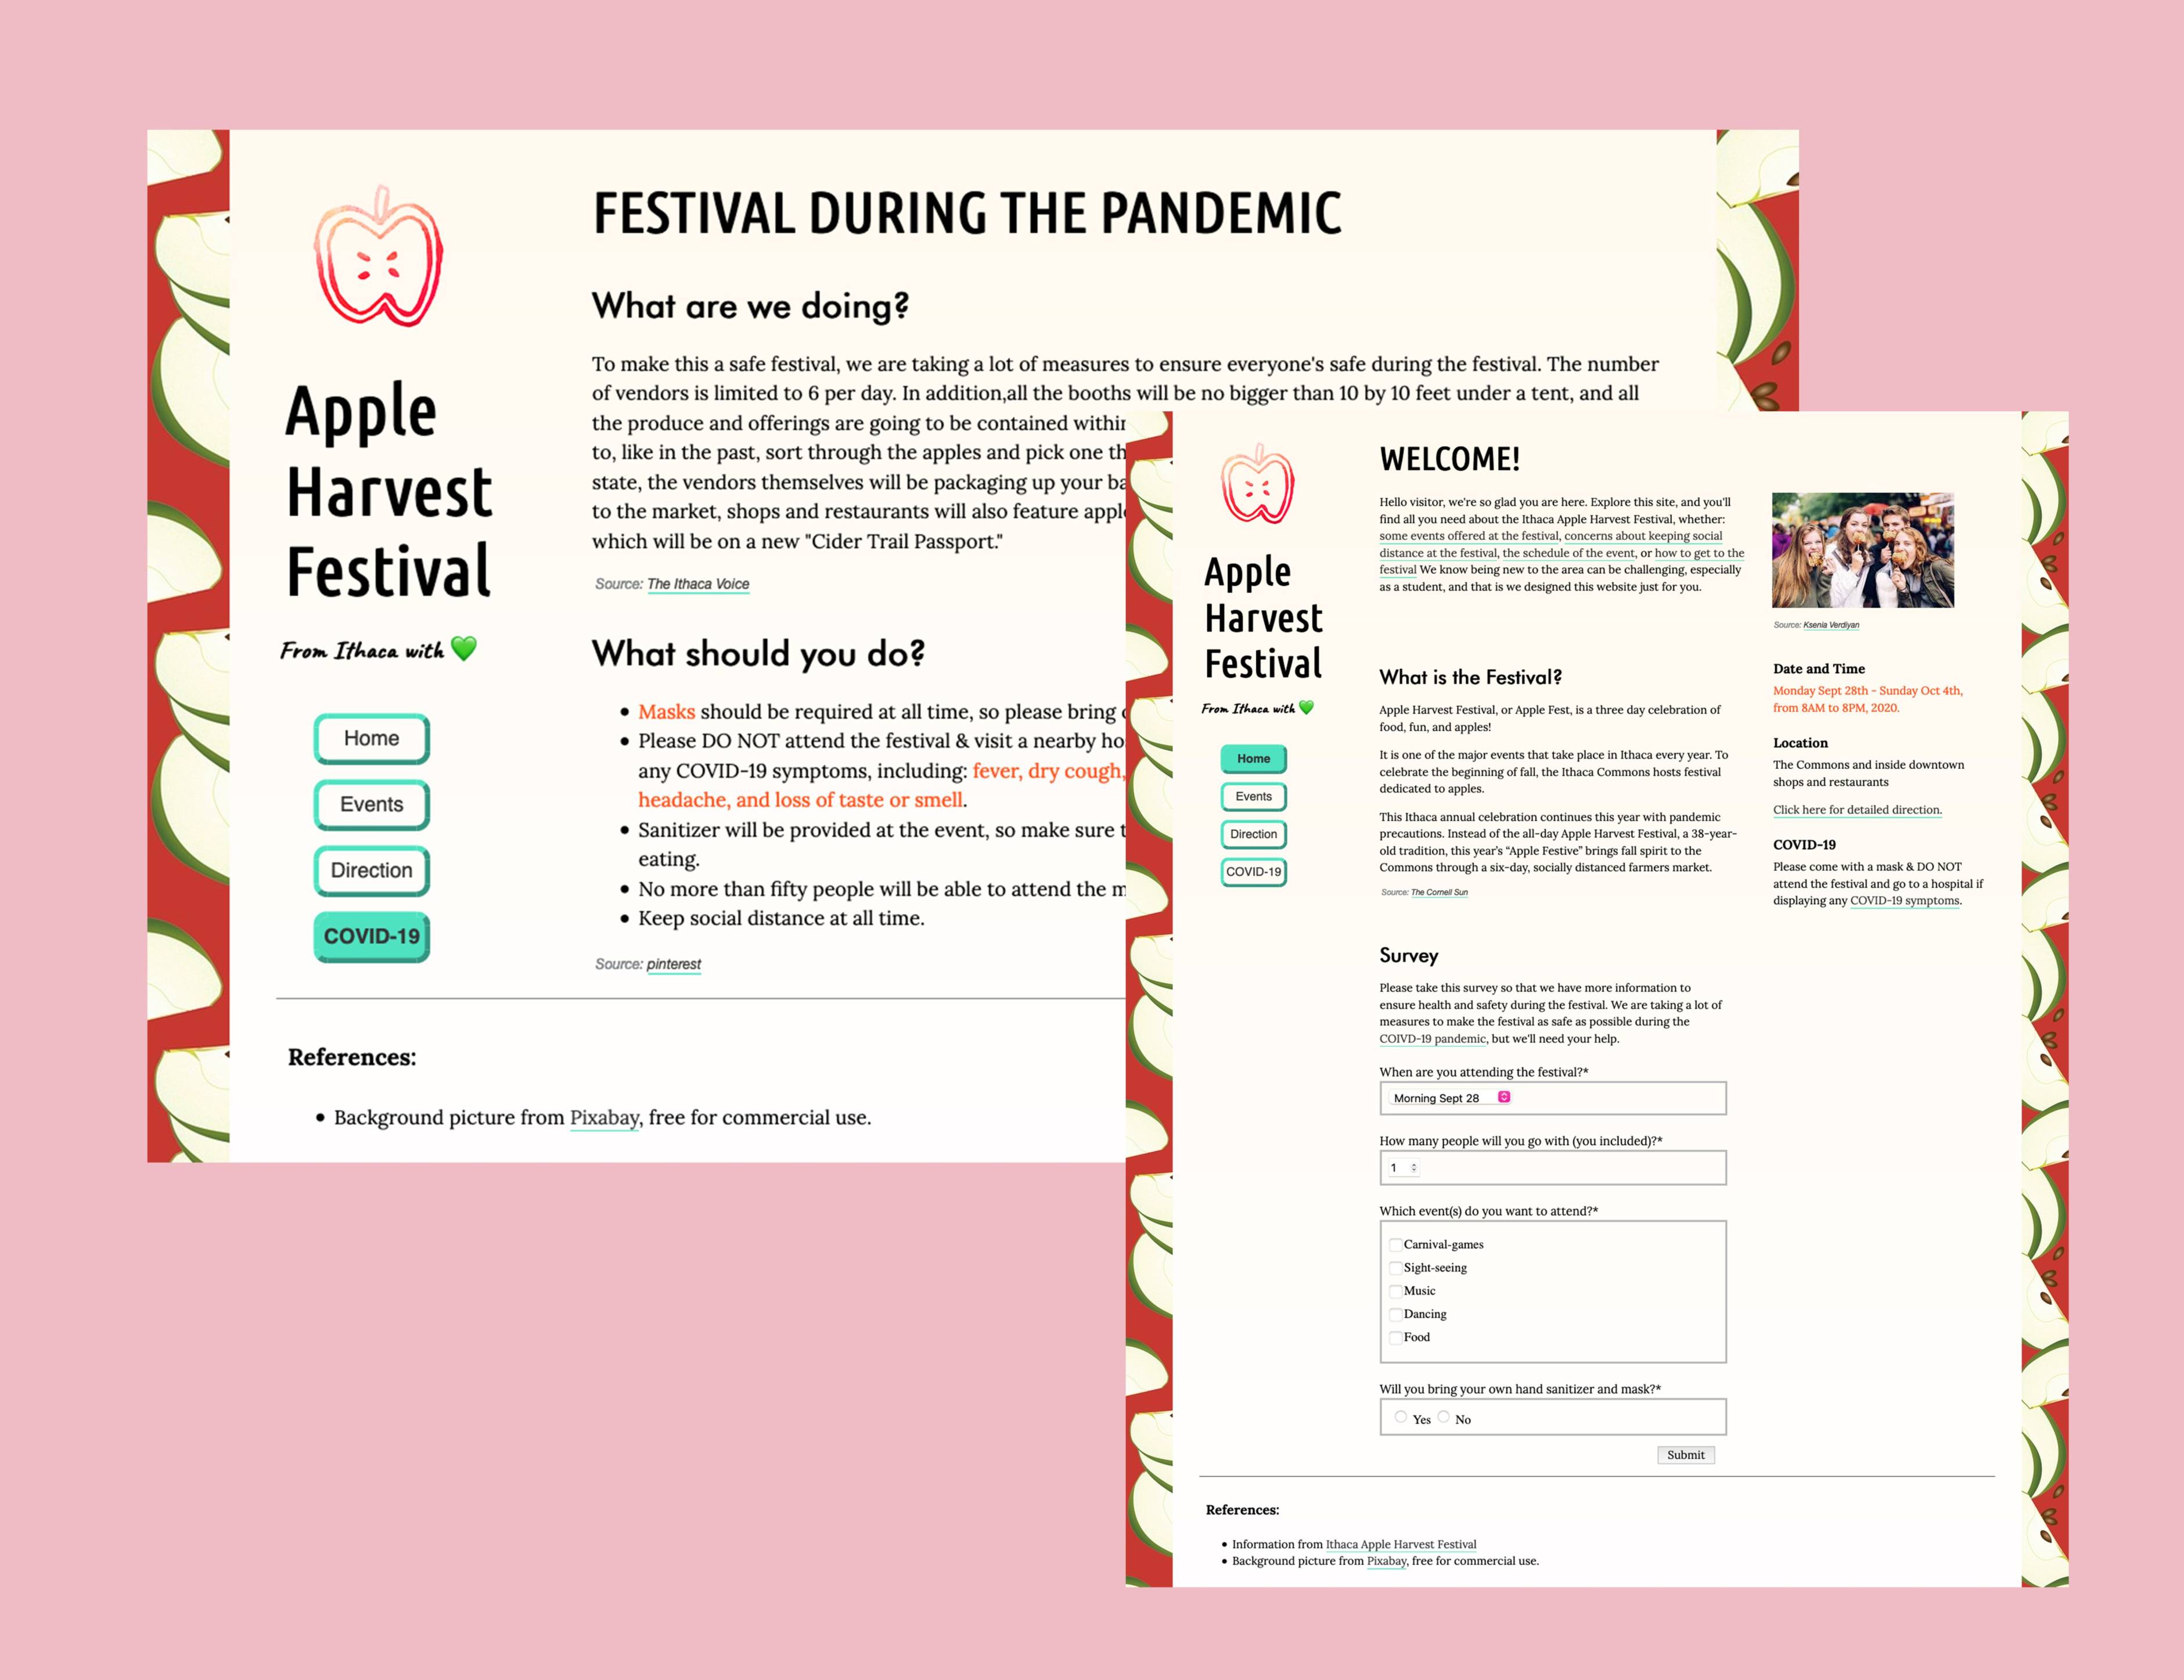 Apple
Harvest
Festival
From Ithaca with 💚
Home
Events
Direction
COVID-19
FESTIVAL DURING THE PANDEMIC
What are we doing?
To make this a safe festival, we are taking a lot of measures to ensure everyone's safe during the festival. The number
of vendors is limited to 6 per day. In addition,all the booths will be no bigger than 10 by 10 feet under a tent, and all
the produce and offerings are going to be contained within
to, like in the past, sort through the apples and pick one
state, the vendors themselves will be packaging up your
to the market, shops and restaurants will also feature
which will be on a new "Cider Trail Passport."
Source: The Ithaca Voice
What should you do?
• Masks should be required at all time, so please bring
• Please DO NOT attend the festival & visit a nearby
any COVID-19 symptoms, including: fever, dry cough,
headache, and loss of taste or smell.
• Sanitizer will be provided at the event, so make sure
eating.
• No more than fifty people will be able to attend the
• Keep social distance at all time.
Source: pinterest
References:
• Background picture from Pixabay, free for commercial use.
Apple
Harvest
Festival
From Ithaca with 💚
Home
Events
Direction
COVID-19
WELCOME!
Hello visitor, we're so glad you are here. Explore this site, and you'll
find all you need about the Ithaca Apple Harvest Festival, whether:
some events offered at the festival, concerns about keeping social
distance at the festival, the schedule of the event, or how to get to the
festival We know being new to the area can be challenging, especially
as a student, and that is we designed this website just for you.
What is the Festival?
Apple Harvest Festival, or Apple Fest, is a three day celebration of
food, fun, and apples!
It is one of the major events that take place in Ithaca every year. To
celebrate the beginning of fall, the Ithaca Commons hosts festival
dedicated to apples.
This Ithaca annual celebration continues this year with pandemic
precautions. Instead of the all-day Apple Harvest Festival, a 38-year-
old tradition, this year's “Apple Festive” brings fall spirit to the
Commons through a six-day, socially distanced farmers market.
Source: The Cornell Sun
Source: Ksenia Verdiyan
Date and Time
Monday Sept 28th - Sunday Oct 4th,
from 8AM to 8PM, 2020.
Location
The Commons and inside downtown
shops and restaurants
Click here for detailed direction.
COVID-19
Please come with a mask & DO NOT
attend the festival and go to a hospital if
displaying any COVID-19 symptoms.
Survey
Please take this survey so that we have more information to
ensure health and safety during the festival. We are taking a lot of
measures to make the festival as safe as possible during the
COIVD-19 pandemic, but we'll need your help.
When are you attending the festival?*
Morning Sept 28
How many people will you go with (you included)?*
1
Which event(s) do you want to attend?*
Carnival-games
Sight-seeing
Music
Dancing
Food
Will you bring your own hand sanitizer and mask?*
Yes No
Submit
References:
• Information from Ithaca Apple Harvest Festival
• Background picture from Pixabay, free for commercial use.